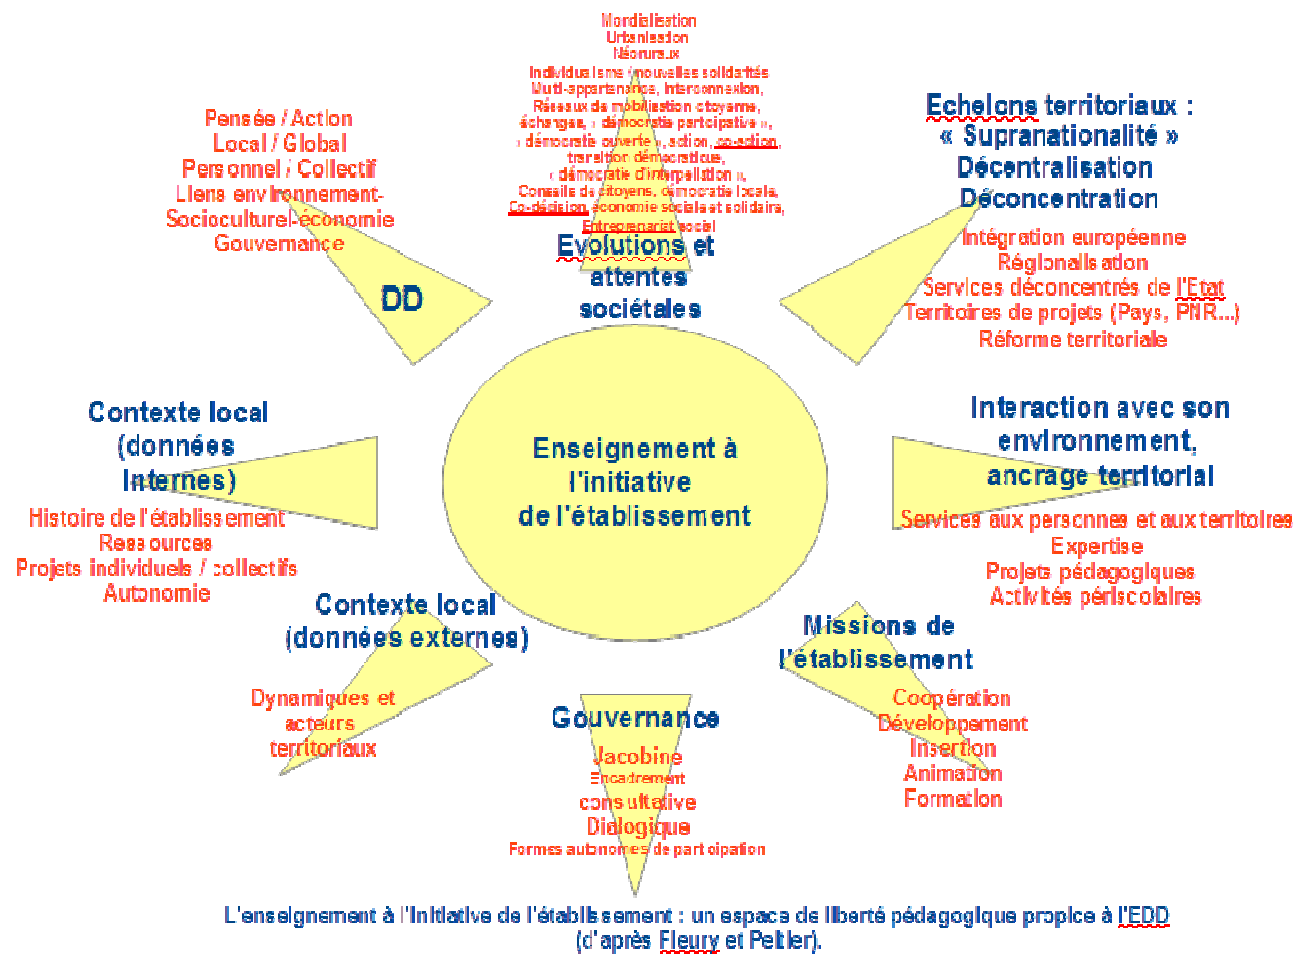 Mondialisation
Urbanisation
Néoruraux
Individualisme / nouvelles solidarités
Multi-appartenance, Interconnexion,
Réseaux de mobilisation citoyenne,
échanges, « démocratie participative »,
« démocratie ouverte », action, co-action,
transition démocratique,
« démocratie d'interpellation »,
Conseils de citoyens, démocratie locale,
Co-décision, économie sociale et solidaire,
Entreprenariat social
Evolutions et
attentes
sociétales
Pensée / Action
Local / Global
Personnel / Collectif
Liens environnement-
Socioculturel-économie
Gouvernance
DD
Echelons territoriaux :
« Supranationalité »
Décentralisation
Déconcentration
Intégration européenne
Régionalisation
Services déconcentrés de l'Etat
Territoires de projets (Pays, PNR...)
Réforme territoriale
Contexte local
(données
Internes)
Histoire de l'établissement
Ressources
Projets individuels / collectifs
Autonomie
Enseignement à
l'initiative
de l'établissement
Interaction avec son
environnement,
ancrage territorial
Services aux personnes et aux territoires
Expertise
Projets pédagogiques
Activités périscolaires
Contexte local
(données externes)
Dynamiques et
acteurs
territoriaux
Gouvernance
Jacobine
Encadrement
consultative
Dialogique
Formes autonomes de participation
Missions de
l'établissement
Coopération
Développement
Insertion
Animation
Formation
L'enseignement à l'initiative de l'établissement : un espace de liberté pédagogique propice à l'EDD
(d'après Fleury et Peltier).